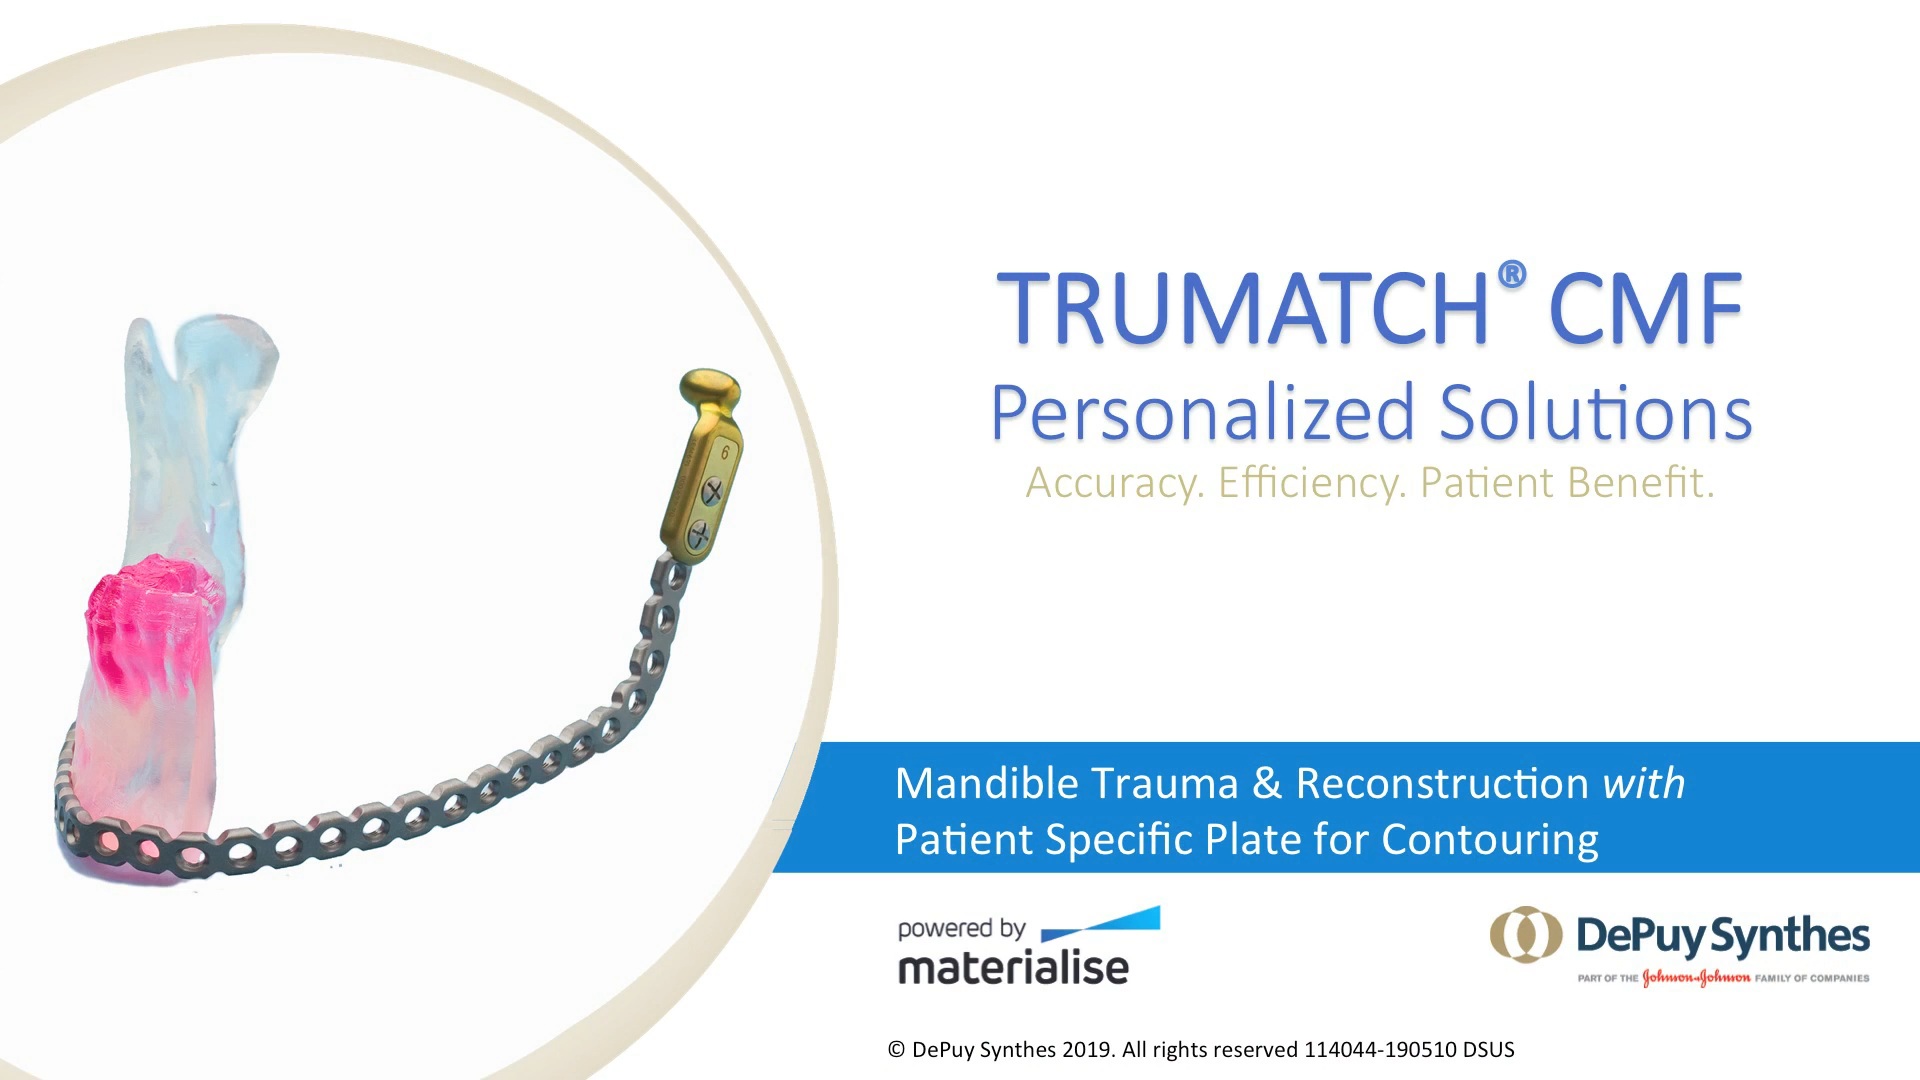 TRUMATCH® CMF
Personalized Solutions
Accuracy. Efficiency. Patient Benefit.
6
Mandible Trauma & Reconstruction with
Patient Specific Plate for Contouring
powered by
materialise
DePuy Synthes
PART OF THE Johnson & Johnson FAMILY OF COMPANIES
© DePuy Synthes 2019. All rights reserved 114044-190510 DSUS